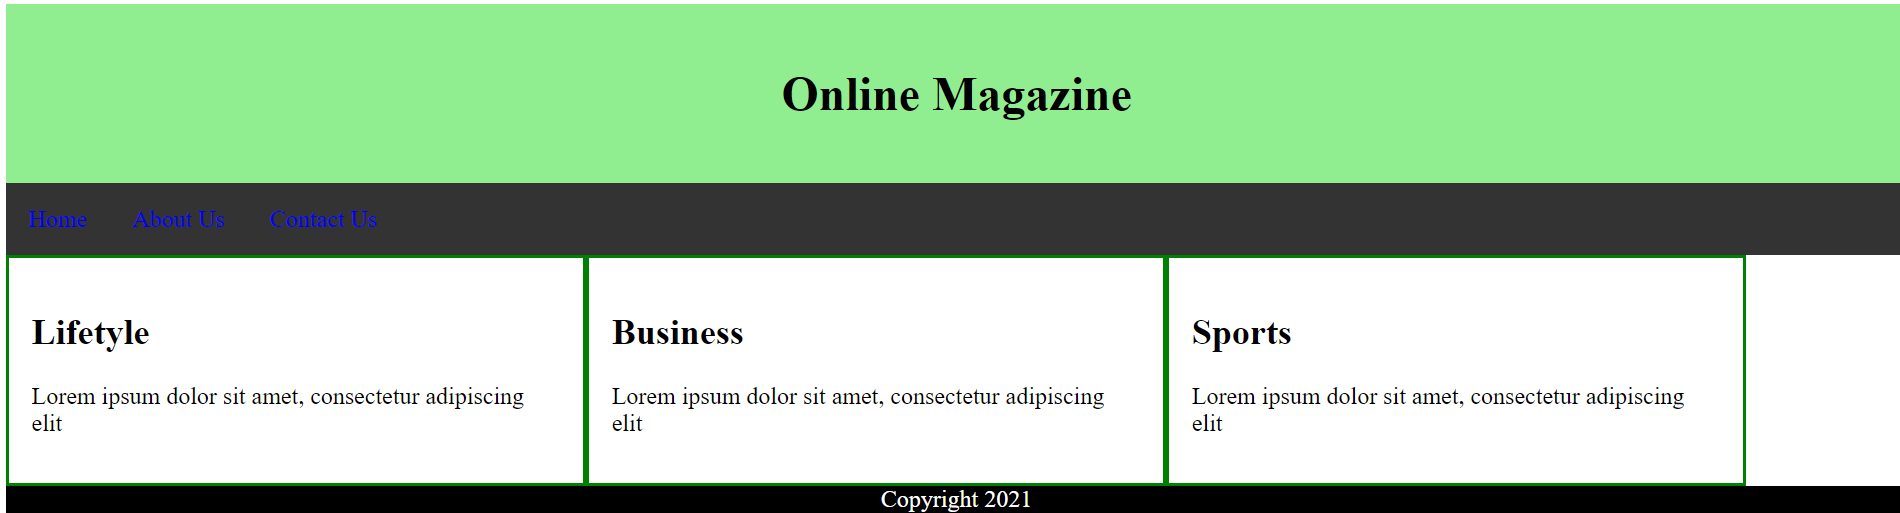 Online Magazine
Home About Us Contact Us
Lifetyle
Lorem ipsum dolor sit amet, consectetur adipiscing
elit
Business
Lorem ipsum dolor sit amet, consectetur adipiscing
elit
Sports
Lorem ipsum dolor sit amet, consectetur adipiscing
elit
Copyright 2021